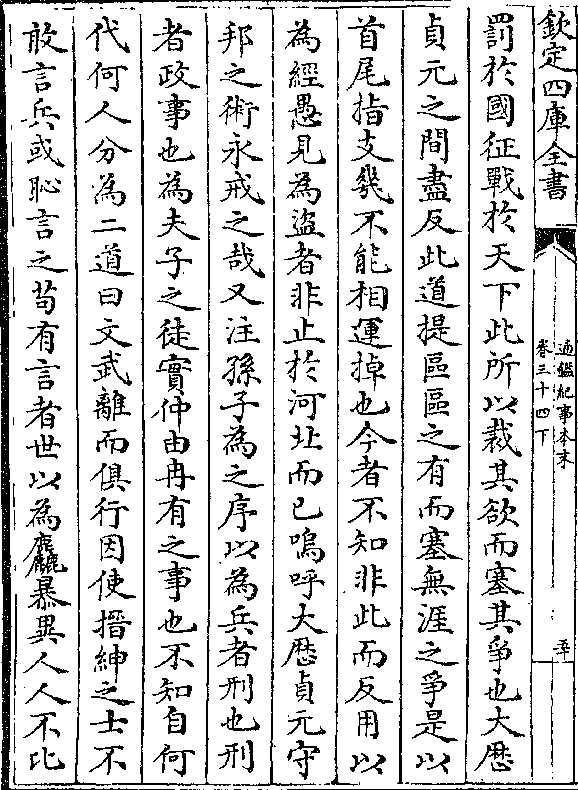 欽定四庫全書
通鑑紀事本末
卷三十四下
至
罰於國征戰於天下此所以裁其欲而塞其爭也大歴
貞元之間盡反此道提區區之有而塞無涯之爭是以
首尾指支幾不能相運掉也今者不知非此而反用以
為經愚見為盜者非止於河北而已嗚呼大歴貞元守
邦之術永戒之哉又注孫子為之序以為兵者刑也刑
者政事也為夫子之徒實仲由冉有之事也不知自何
代何人分為二道曰文武離而俱行因使搢紳之士不
敢言兵或恥言之苟有言者世以為麤暴異人人不比